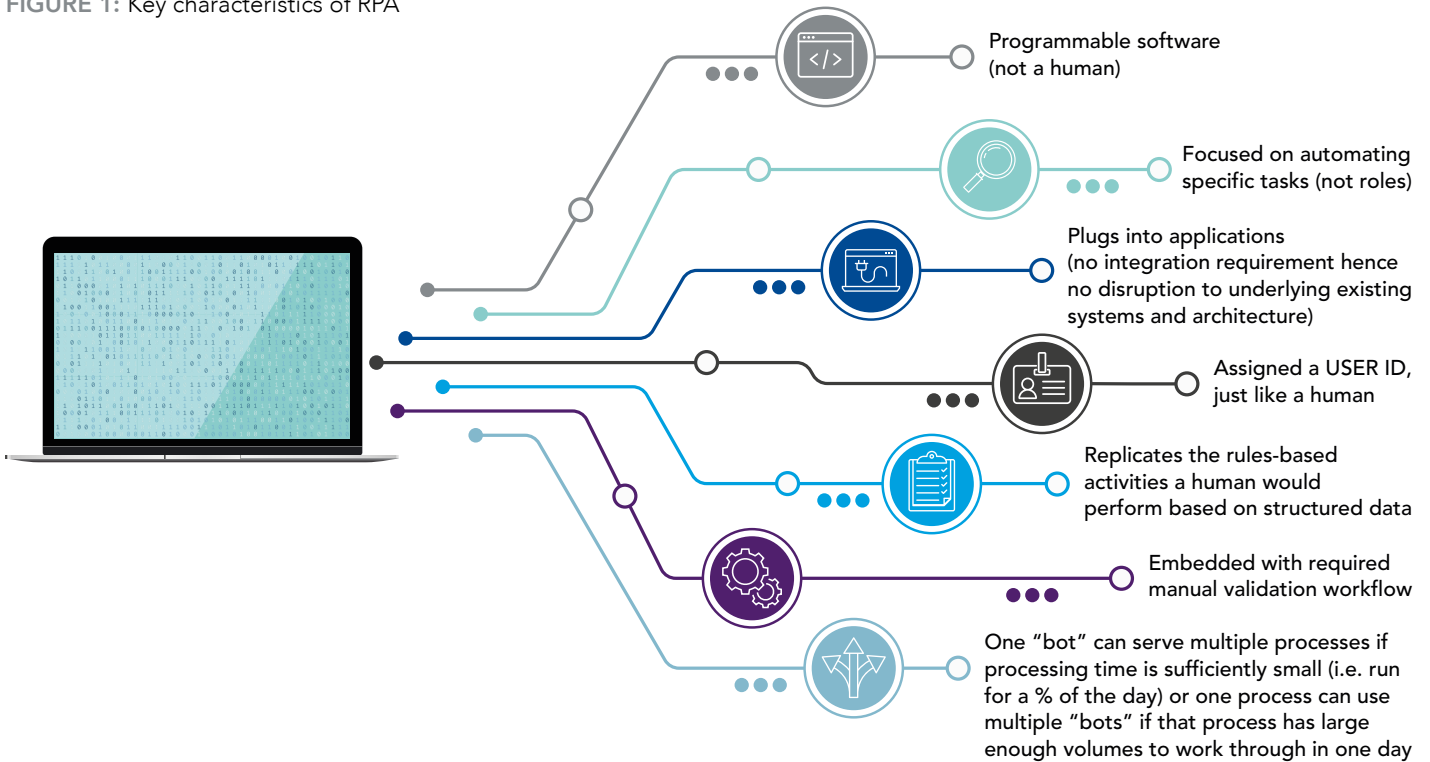 FIGURE 1: Key characteristics of RPA
Programmable software
(not a human)
Focused on automating
specific tasks (not roles)
Plugs into applications
(no integration requirement hence
no disruption to underlying existing
systems and architecture)
Assigned a USER ID,
just like a human
Replicates the rules-based
activities a human would
perform based on structured data
Embedded with required
manual validation workflow
One “bot” can serve multiple processes if
processing time is sufficiently small (i.e. run
for a % of the day) or one process can use
multiple “bots” if that process has large
enough volumes to work through in one day